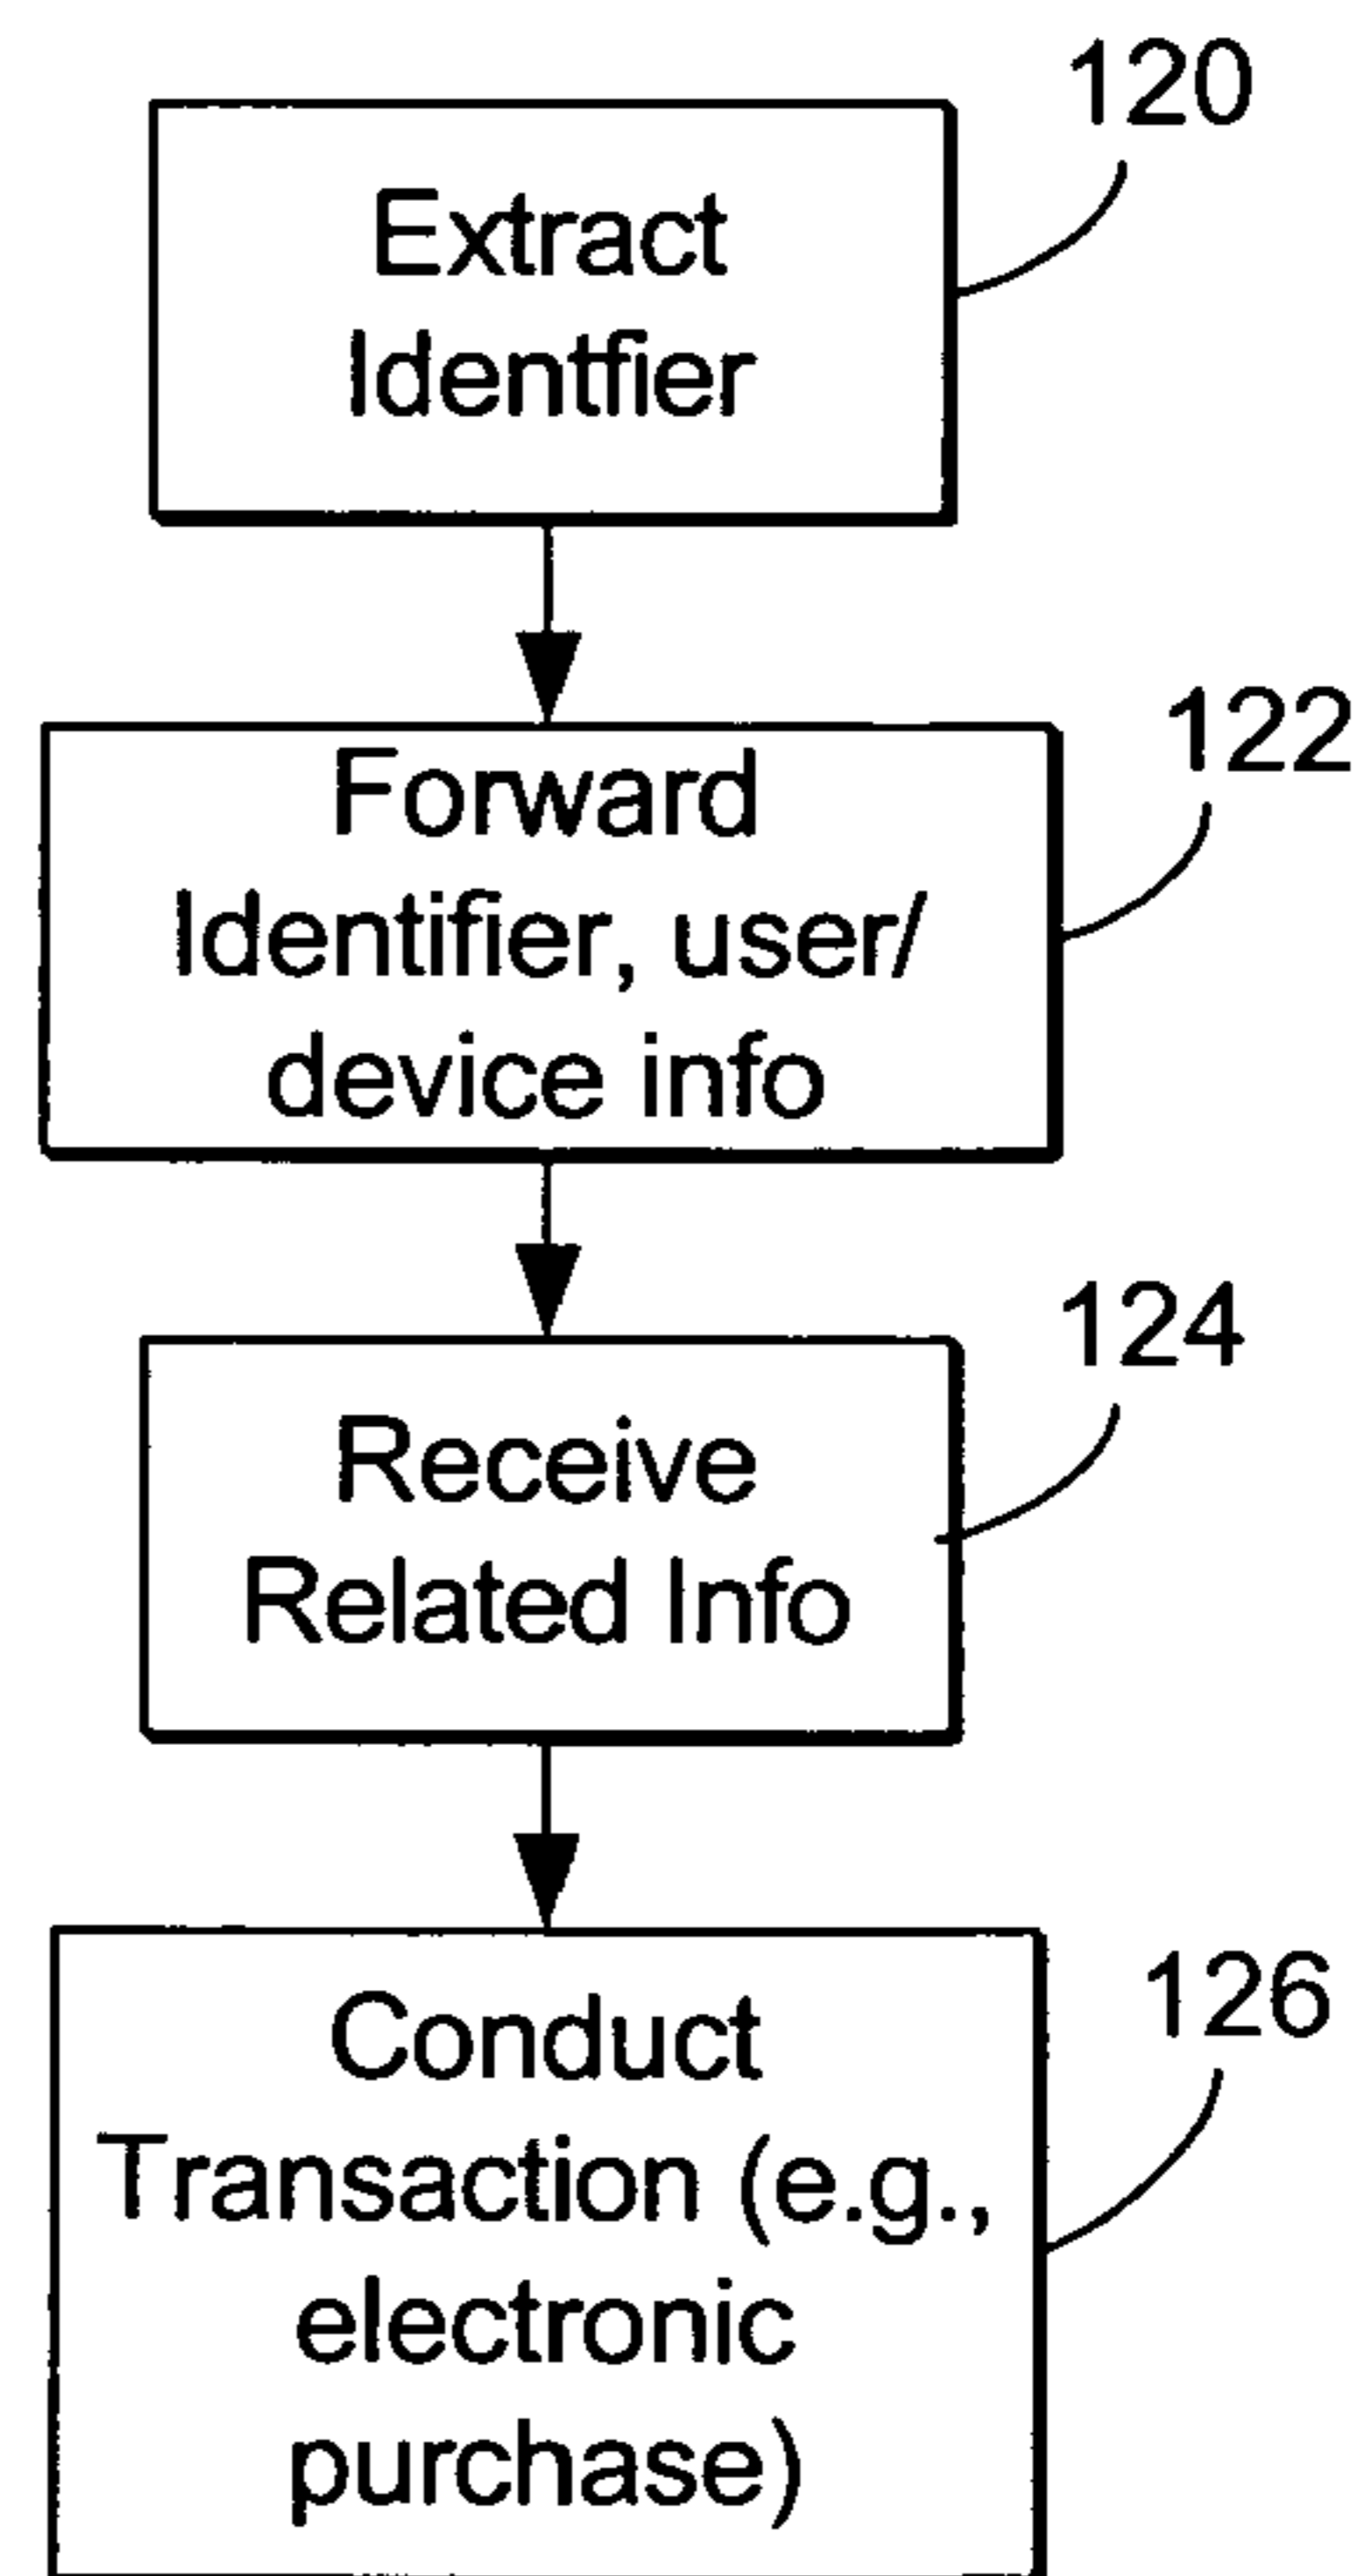 120
Extract
Identfier
122
Forward
Identifier, user/
device info
124
Receive
Related Info
126
Conduct
Transaction (e.g.,
electronic
purchase)